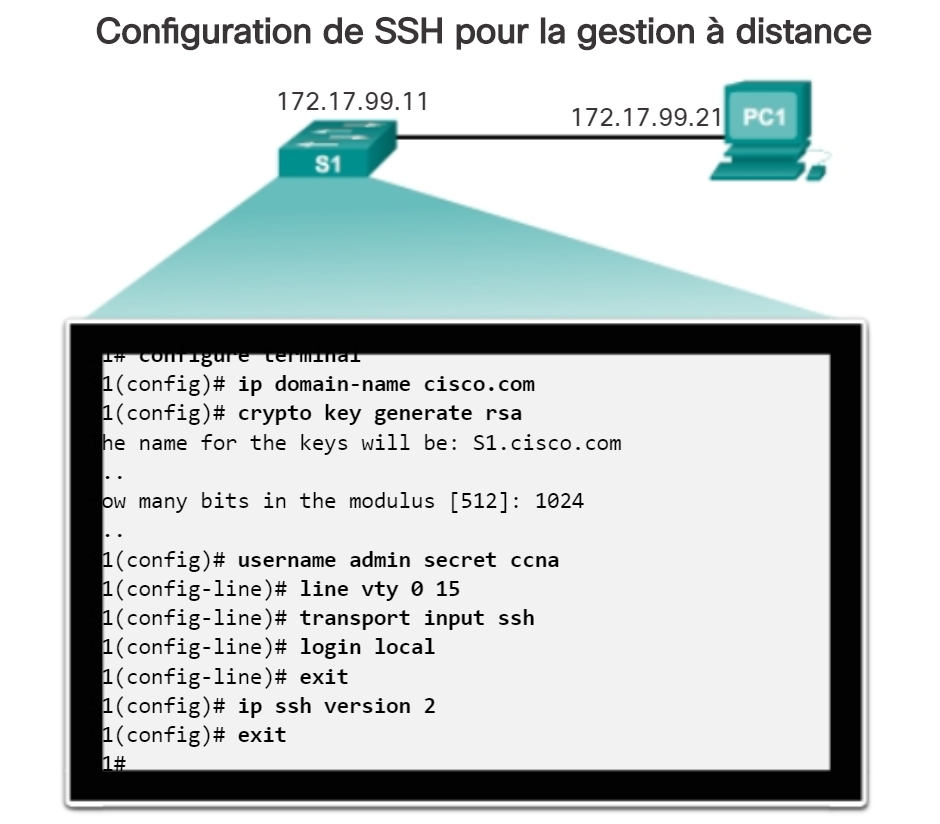 Configuration de SSH pour la gestion à distance
172.17.99.11
172.17.99.21
PC1
S1
1# configure terminal
1(config)# ip domain-name cisco.com
1(config)# crypto key generate rsa
he name for the keys will be: S1.cisco.com
..
ow many bits in the modulus [512]: 1024
..
1(config)# username admin secret ccna
1(config-line)# line vty 0 15
1(config-line)# transport input ssh
1(config-line)# login local
1(config-line)# exit
1(config)# ip ssh version 2
1(config)# exit
1#